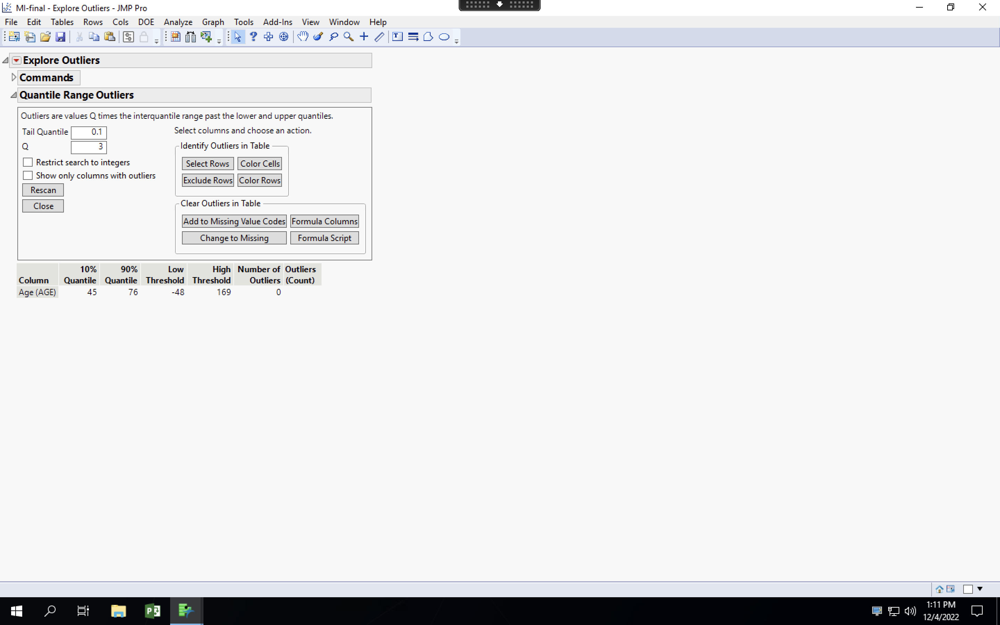 MI-final - Explore Outliers - JMP Pro
File Edit Tables Rows Cols DOE Analyze Graph Tools Add-Ins View Window Help
Explore Outliers
Commands
Quantile Range Outliers
Outliers are values Q times the interquantile range past the lower and upper quantiles.
Tail Quantile 0.1
Select columns and choose an action.
Q 3
Identify Outliers in Table
Restrict search to integers
Select Rows Color Cells
Show only columns with outliers
Exclude Rows Color Rows
Rescan
Close
Clear Outliers in Table
Add to Missing Value Codes Formula Columns
Change to Missing Formula Script
10% 90% Low High Number of Outliers
Column Quantile Quantile Threshold Threshold Outliers (Count)
Age (AGE) 45 76 -48 169 0
1:11 PM
12/4/2022